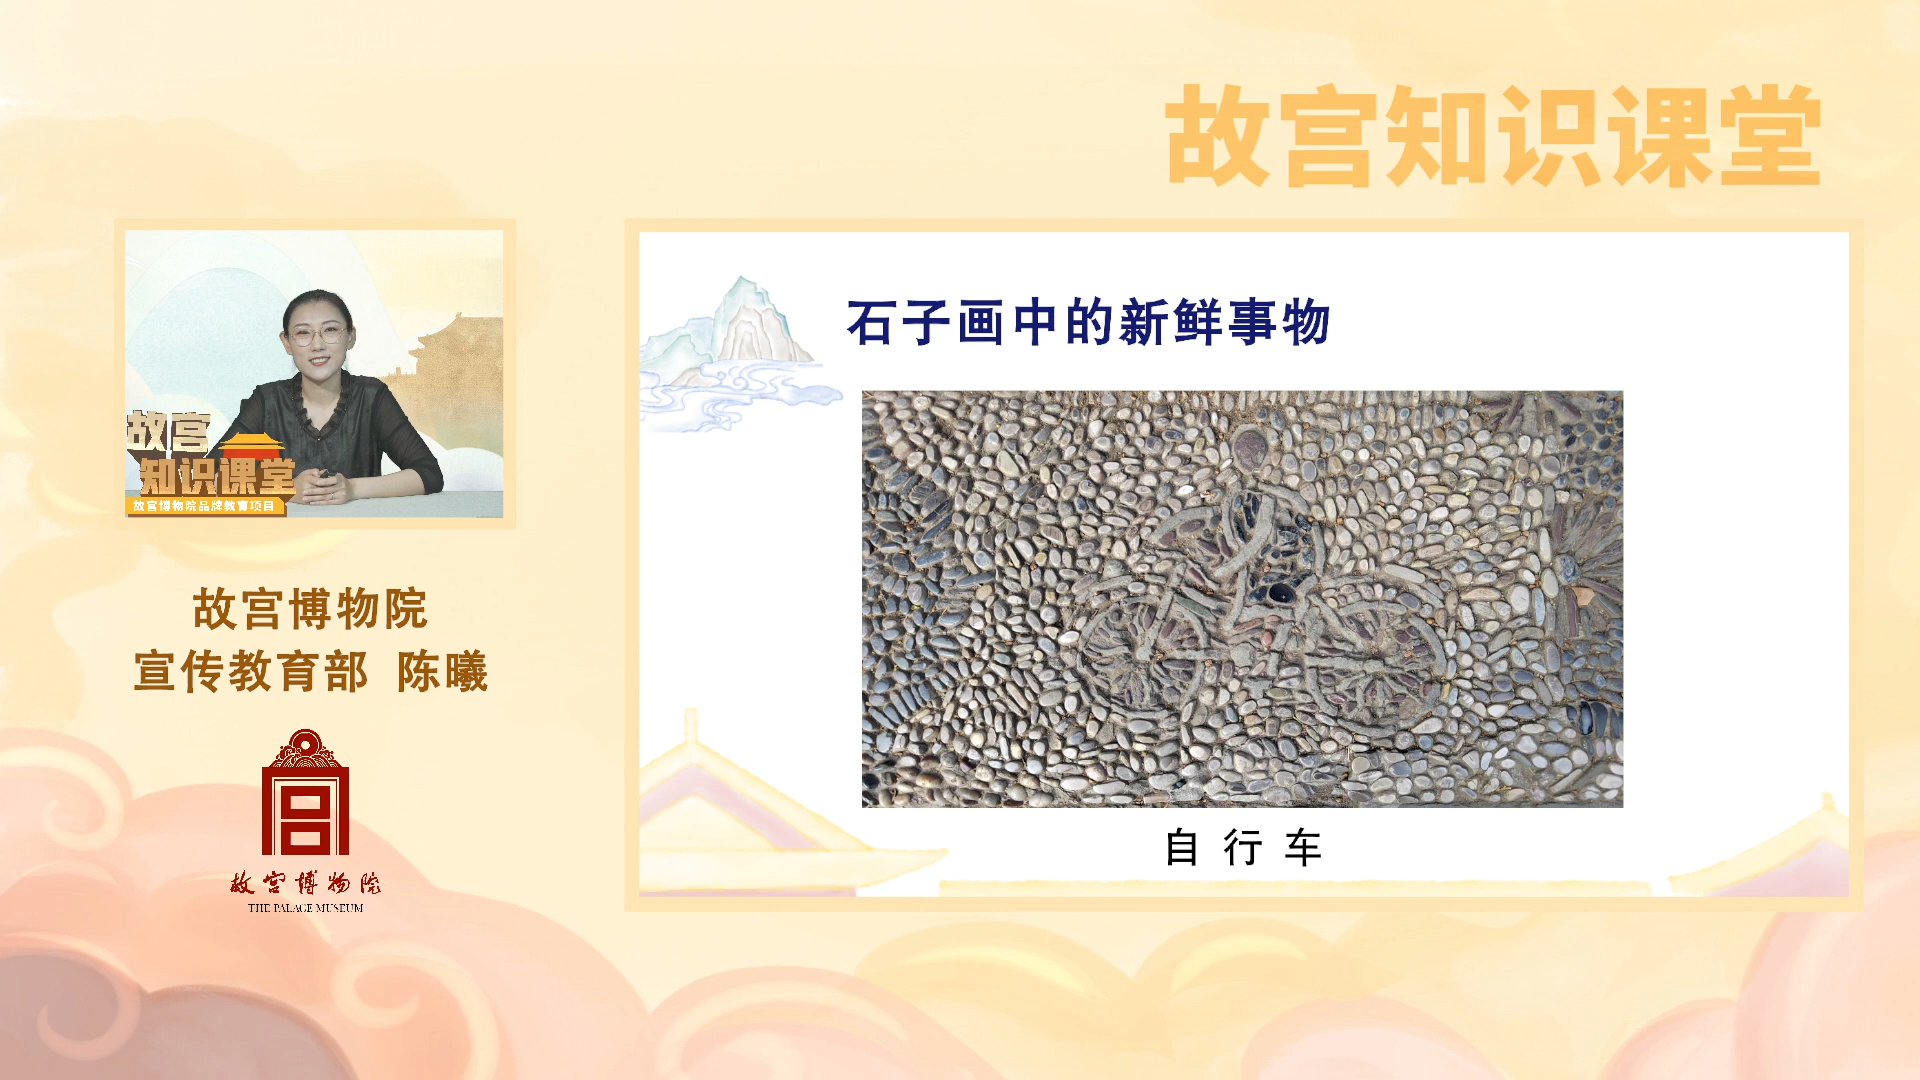 故宫知识课堂
故宫
知识课堂
故宫博物院品牌教育项目
故宫博物院
宣传教育部 陈曦
故宫博物院
THE PALACE MUSEUM
石子画中的新鲜事物
自行车